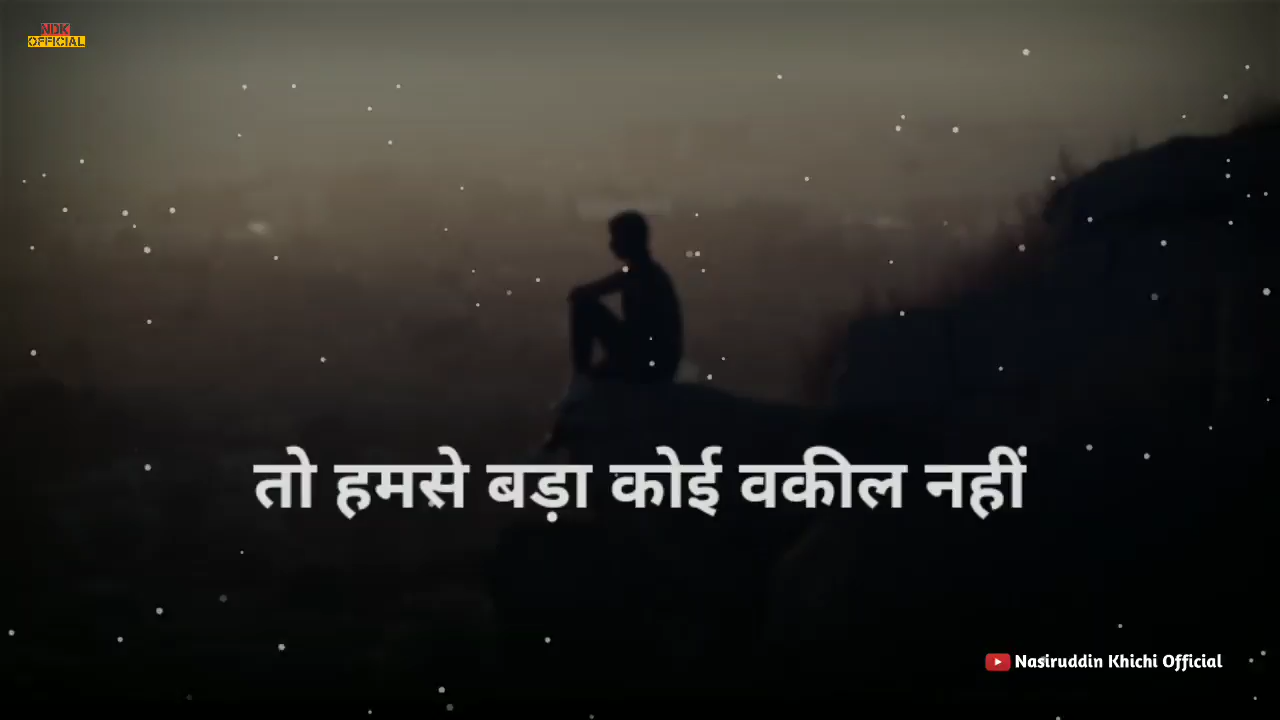 NDK
OFFICIAL
तो हमसे बड़ा कोई वकील नहीं
Nasiruddin Khichi Official